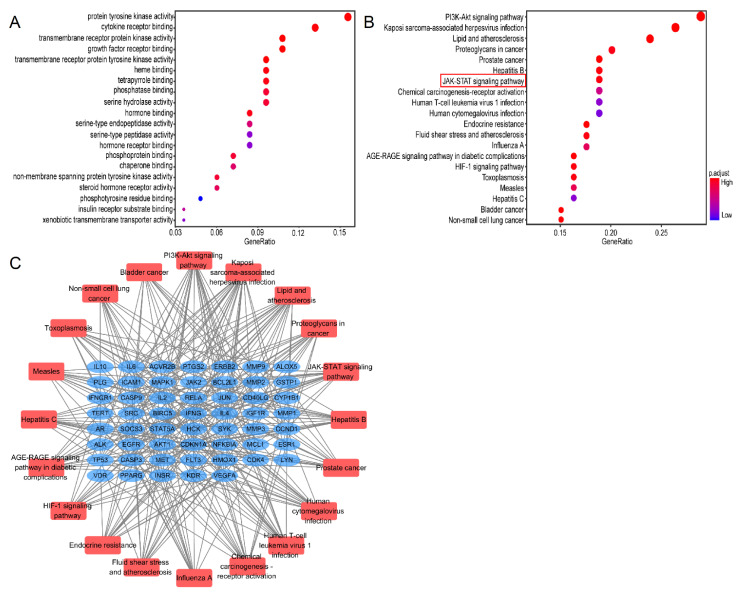 A
protein tyrosine kinase activity
cytokine receptor binding
transmembrane receptor protein kinase activity
growth factor receptor binding
transmembrane receptor protein tyrosine kinase activity
heme binding
tetrapyrrole binding
phosphatase binding
serine hydrolase activity
hormone binding
serine-type endopeptidase activity
serine-type peptidase activity
hormone receptor binding
phosphoprotein binding
chaperone binding
non-membrane spanning protein tyrosine kinase activity
steroid hormone receptor activity
phosphotyrosine residue binding
insulin receptor substrate binding
xenobiotic transmembrane transporter activity
0.03 0.06 0.09 0.12 0.15
GeneRatio
B
PI3K-Akt signaling pathway
Kaposi sarcoma-associated herpesvirus infection
Lipid and atherosclerosis
Proteoglycans in cancer
Prostate cancer
Hepatitis B
JAK-STAT signaling pathway
Chemical carcinogenesis-receptor activation
Human T-cell leukemia virus 1 infection
Human cytomegalovirus infection
Endocrine resistance
Fluid shear stress and atherosclerosis
Influenza A
AGE-RAGE signaling pathway in diabetic complications
HIF-1 signaling pathway
Toxoplasmosis
Measles
Hepatitis C
Bladder cancer
Non-small cell lung cancer
0.15 0.20 0.25
GeneRatio
p.adjust
High
Low
C
PI3K-Akt signaling
pathway
Kaposi
sarcoma-associated
herpesvirus infection
Bladder cancer
Non-small cell lung
cancer
Lipid and
atherosclerosis
Toxoplasmosis
Proteoglycans in
cancer
Measles
JAK-STAT signaling
pathway
Hepatitis C
Hepatitis B
AGE-RAGE signaling
pathway in diabetic
complications
Prostate cancer
HIF-1 signaling
pathway
Human
cytomegalovirus
infection
Endocrine resistance
Human T-cell
leukemia virus 1
infection
Fluid shear stress
and atherosclerosis
Influenza A
Chemical
carcinogenesis -
receptor activation
IL10 IL6 ACVR2B PTGS2 ERBB2 MMP9 ALOX5
PLG ICAM1 MAPK1 JAK2 BCL2L1 MMP2 GSTP1
IFNGR1 CASP9 IL2 RELA JUN CD40LG CYP1B1
TERT SRC BIRC5 IFNG IL4 IGF1R MMP1
AR SOCS3 STAT5A HCK SYK MMP3 CCND1
ALK EGFR AKT1 CDKN1A NFKBIA MCL1 ESR1
TP53 CASP3 MET FLT3 HMOX1 CDK4 LYN
VDR PPARG INSR KDR VEGFA